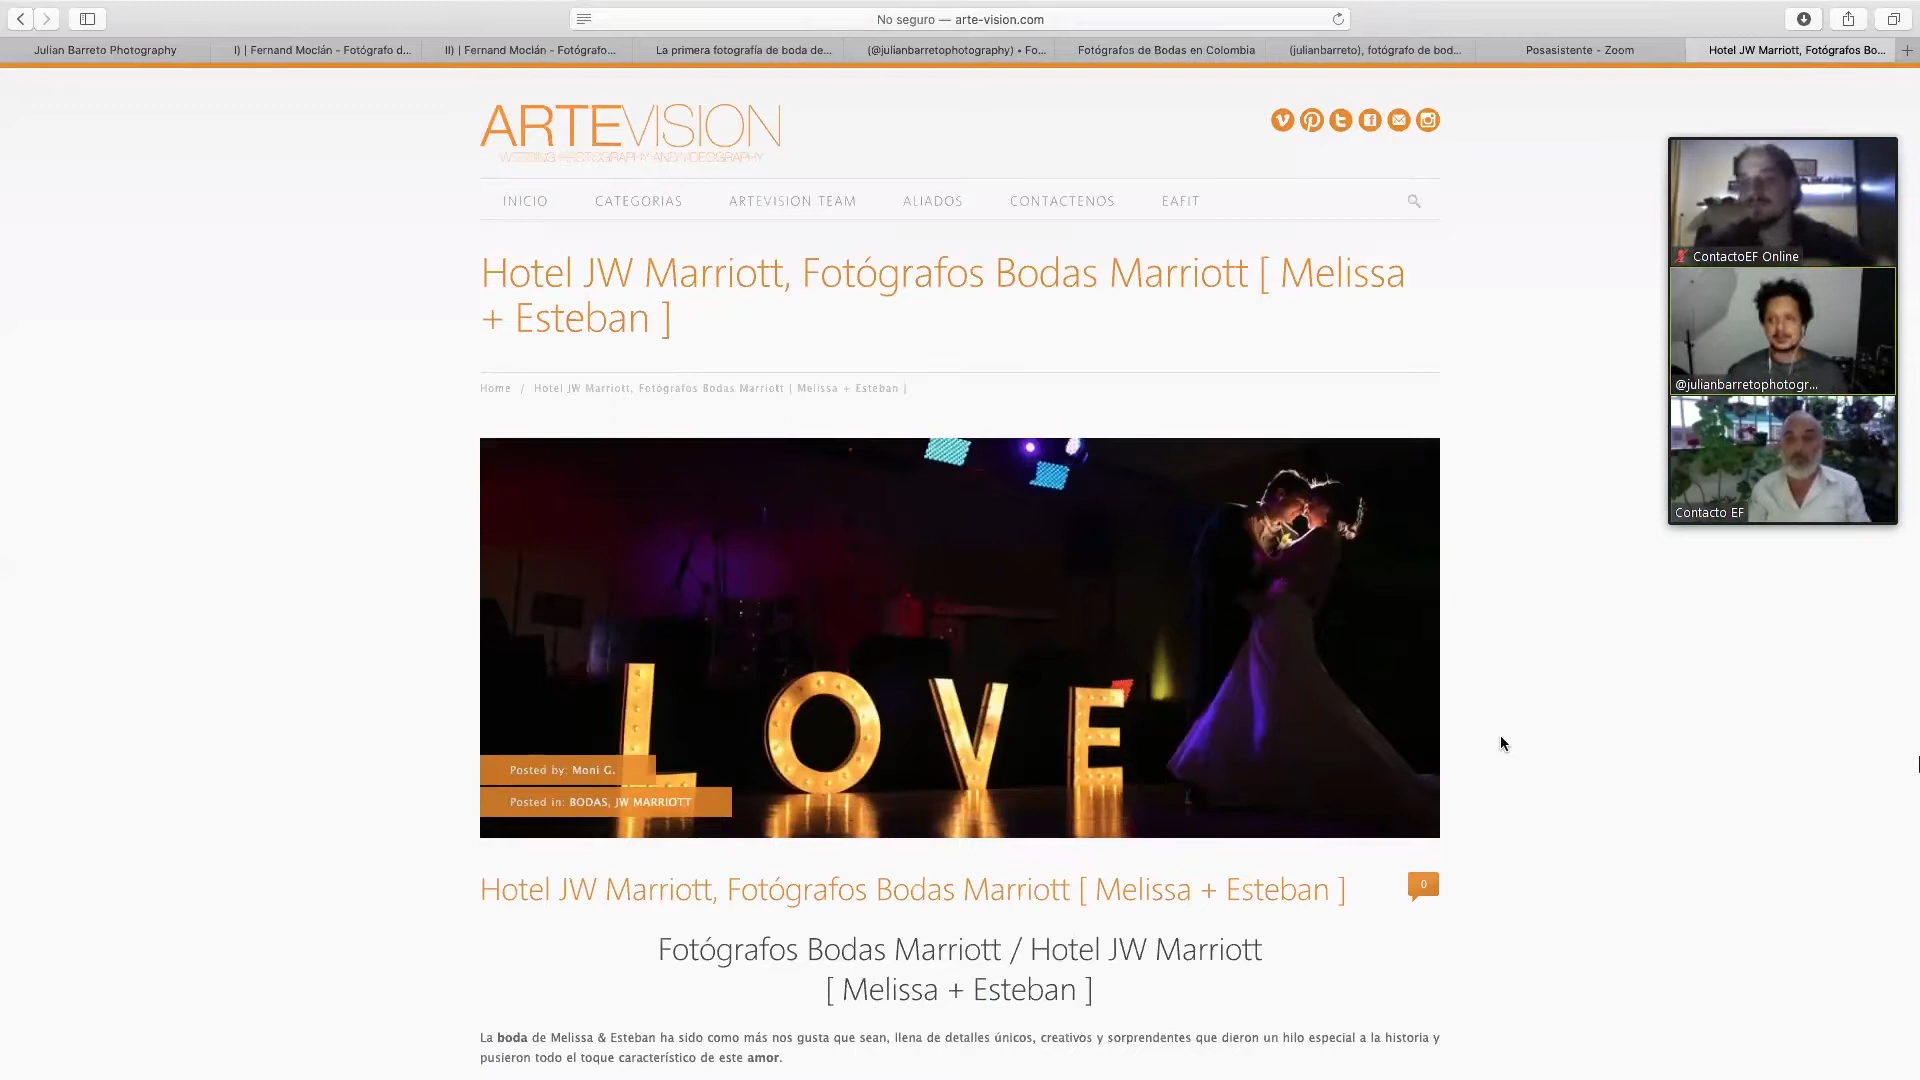 No seguro — arte-vision.com
Julian Barreto Photography
I) | Fernand Moclán - Fotógrafo d...
II) | Fernand Moclán - Fotógrafo...
La primera fotografía de boda de...
(@julianbarretophotography) • Fo...
Fotógrafos de Bodas en Colombia
(julianbarreto), fotógrafo de bod...
Posasistente - Zoom
Hotel JW Marriott, Fotógrafos Bo...
ARTEVISION
WEDDING PHOTOGRAPHY AND VIDEOGRAPHY
INICIO
CATEGORIAS
ARTEVISION TEAM
ALIADOS
CONTACTENOS
EAFIT
Hotel JW Marriott, Fotógrafos Bodas Marriott [ Melissa
+ Esteban ]
Home / Hotel JW Marriott, Fotógrafos Bodas Marriott [ Melissa + Esteban ]
ContactoEF Online
@julianbarretophotogr...
Contacto EF
LOVE
Posted by: Moni G.
Posted in: BODAS, JW MARRIOTT
Hotel JW Marriott, Fotógrafos Bodas Marriott [ Melissa + Esteban ]
0
Fotógrafos Bodas Marriott / Hotel JW Marriott
[ Melissa + Esteban ]
La boda de Melissa & Esteban ha sido como más nos gusta que sean, llena de detalles únicos, creativos y sorprendentes que dieron un hilo especial a la historia y
pusieron todo el toque característico de este amor.